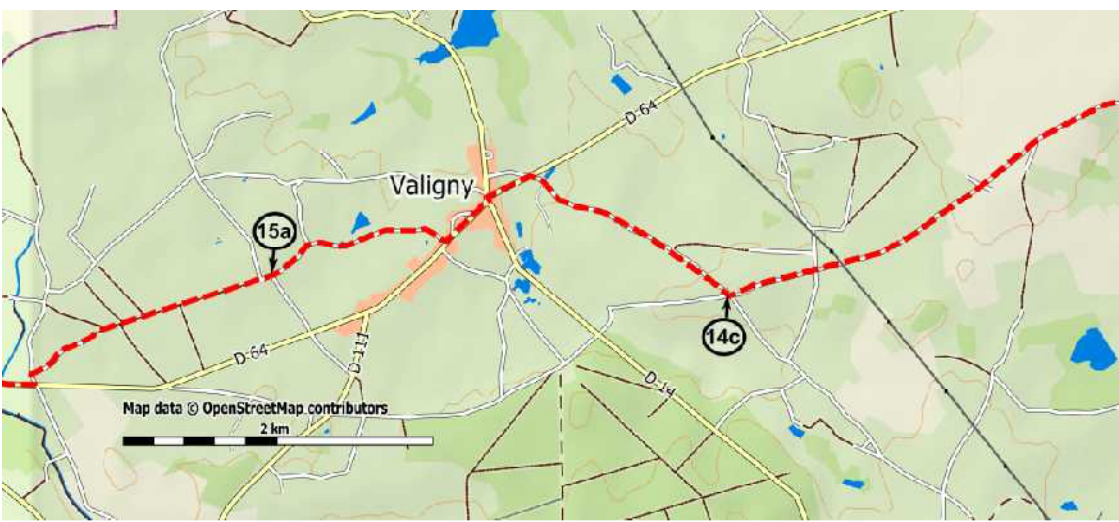 D-64
Valigny
15a
14c
D-64
D-111
D-14
Map data © OpenStreetMap contributors
2 km